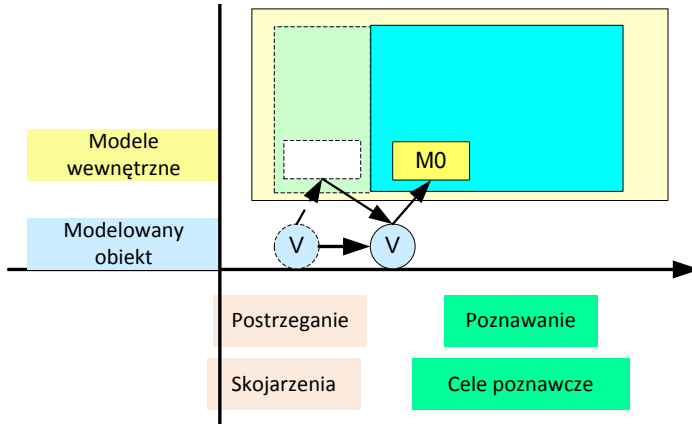 Modele
wewnętrzne
M0
Modelowany
obiekt
V
V
Postrzeganie
Poznawanie
Skojarzenia
Cele poznawcze